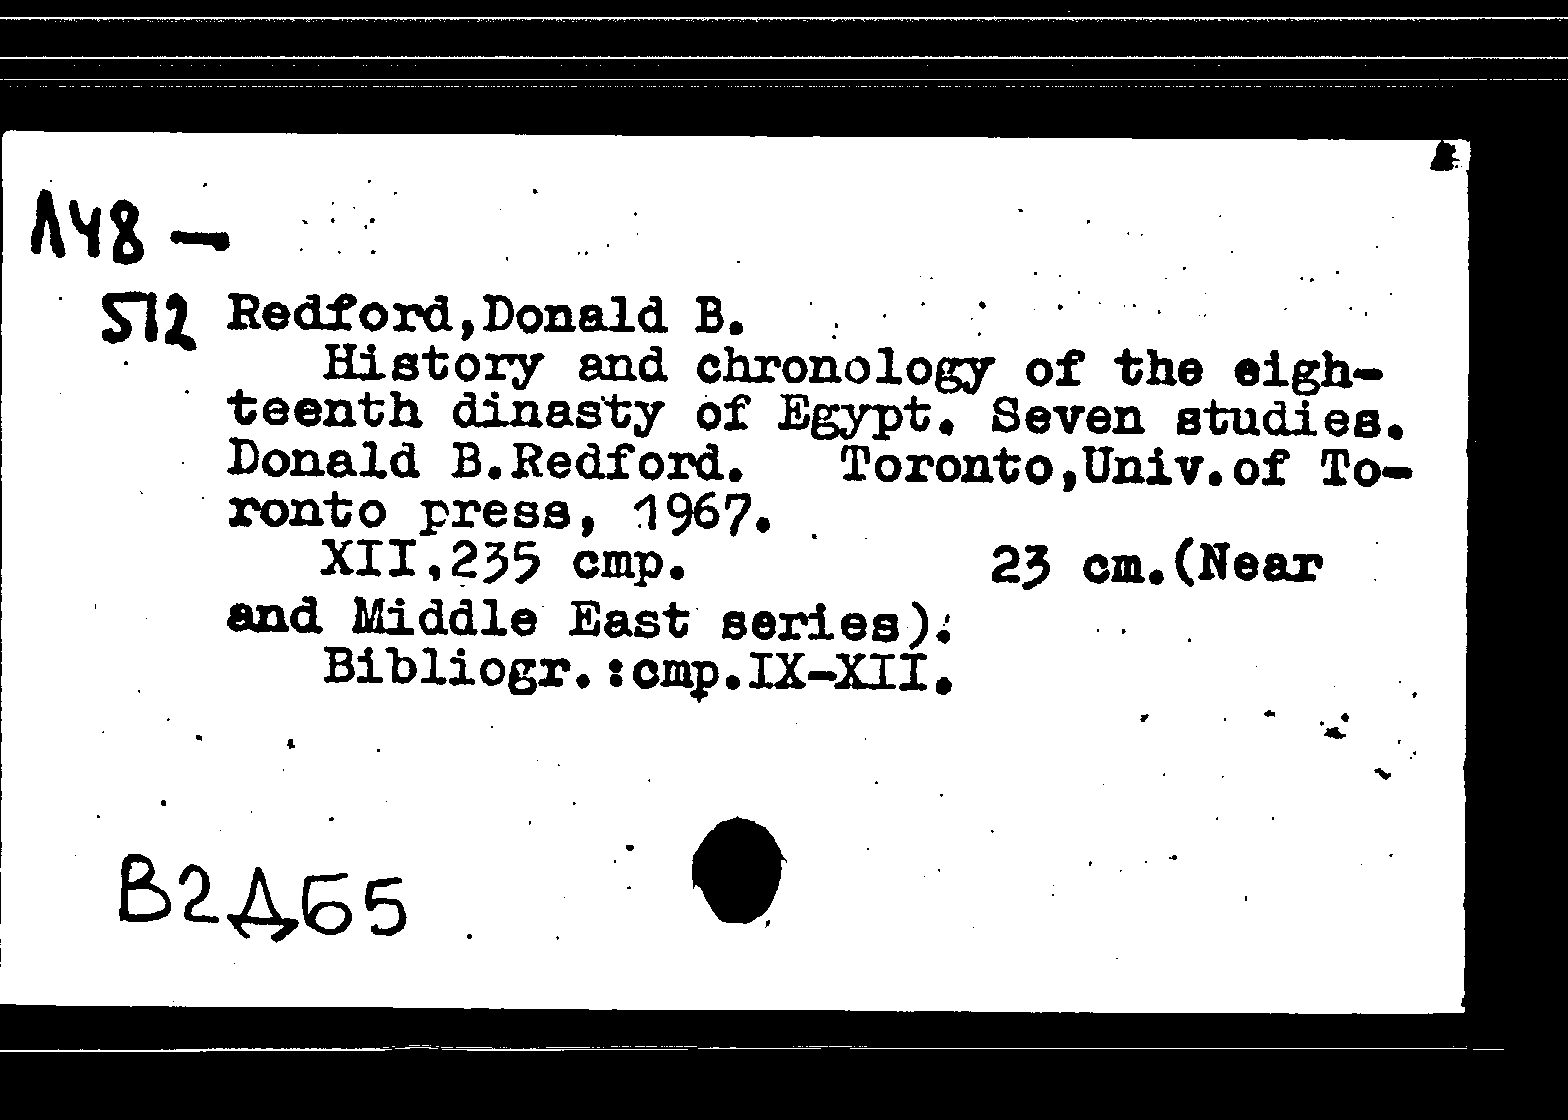 Л48 —
512 Redford,Donald B.
History and chronology of the eigh-
teenth dinasty of Egypt. Seven studies.
Donald B.Redford. Toronto,Univ.of To-
ronto press, 1967.
XII,235 cmp. 23 cm.(Near
and Middle East series).
Bibliogr.:cmp.IX-XII.
В2Д65